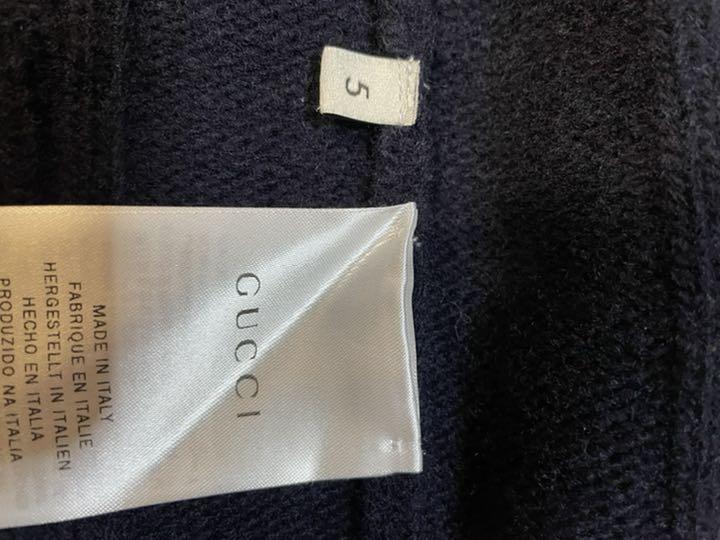 5
GUCCI
MADE IN ITALY
FABRIQUE EN ITALIE
HERGESTELLT IN ITALIEN
HECHO EN ITALIA
PRODUZIDO NA ITALIA